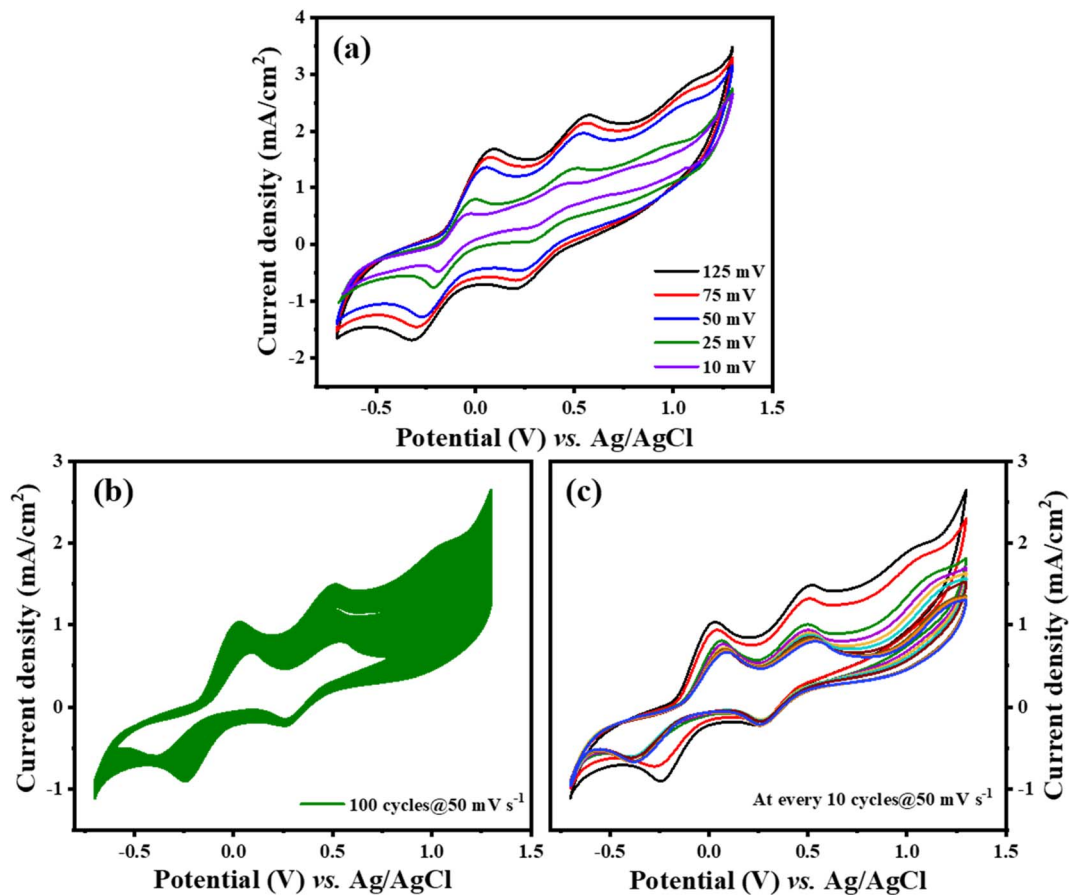 (a)
Current density (mA/cm²)
4
3
2
1
0
-1
-2
125 mV
75 mV
50 mV
25 mV
10 mV
-0.5 0.0 0.5 1.0 1.5
Potential (V) vs. Ag/AgCl
(b)
Current density (mA/cm²)
3
2
1
0
-1
100 cycles@50 mV s⁻¹
-0.5 0.0 0.5 1.0 1.5
Potential (V) vs. Ag/AgCl
(c)
3
2
1
0
-1
Current density (mA/cm²)
At every 10 cycles@50 mV s⁻¹
-0.5 0.0 0.5 1.0 1.5
Potential (V) vs. Ag/AgCl